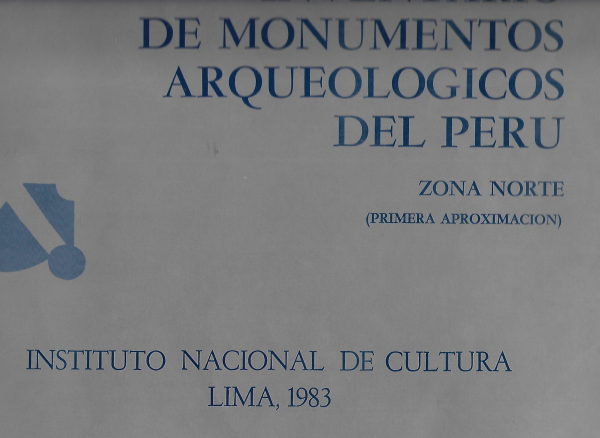 DE MONUMENTOS
ARQUEOLOGICOS
DEL PERU
ZONA NORTE
(PRIMERA APROXIMACION)
INSTITUTO NACIONAL DE CULTURA
LIMA, 1983